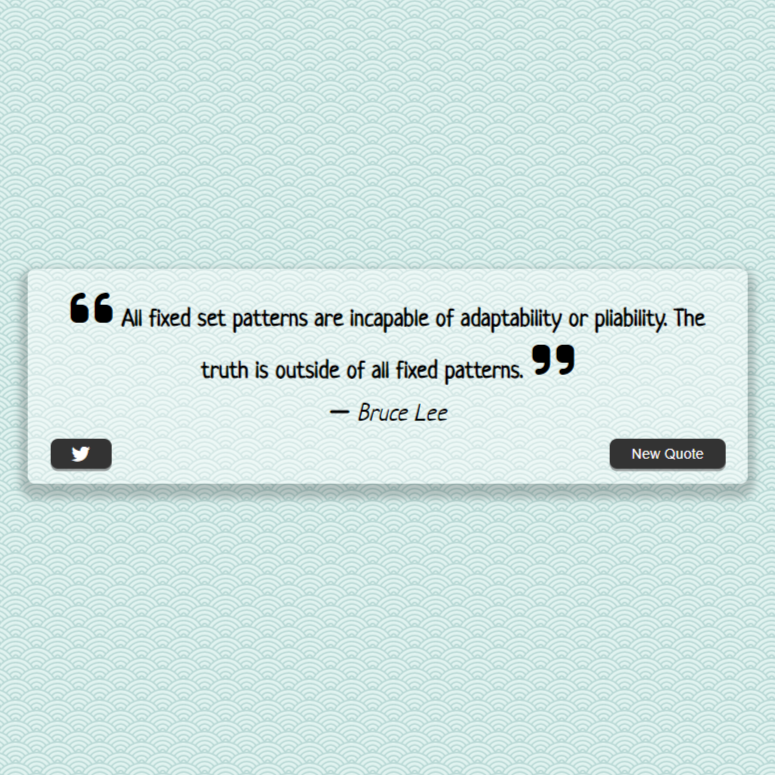 “ All fixed set patterns are incapable of adaptability or pliability. The
truth is outside of all fixed patterns. ”
— Bruce Lee
New Quote